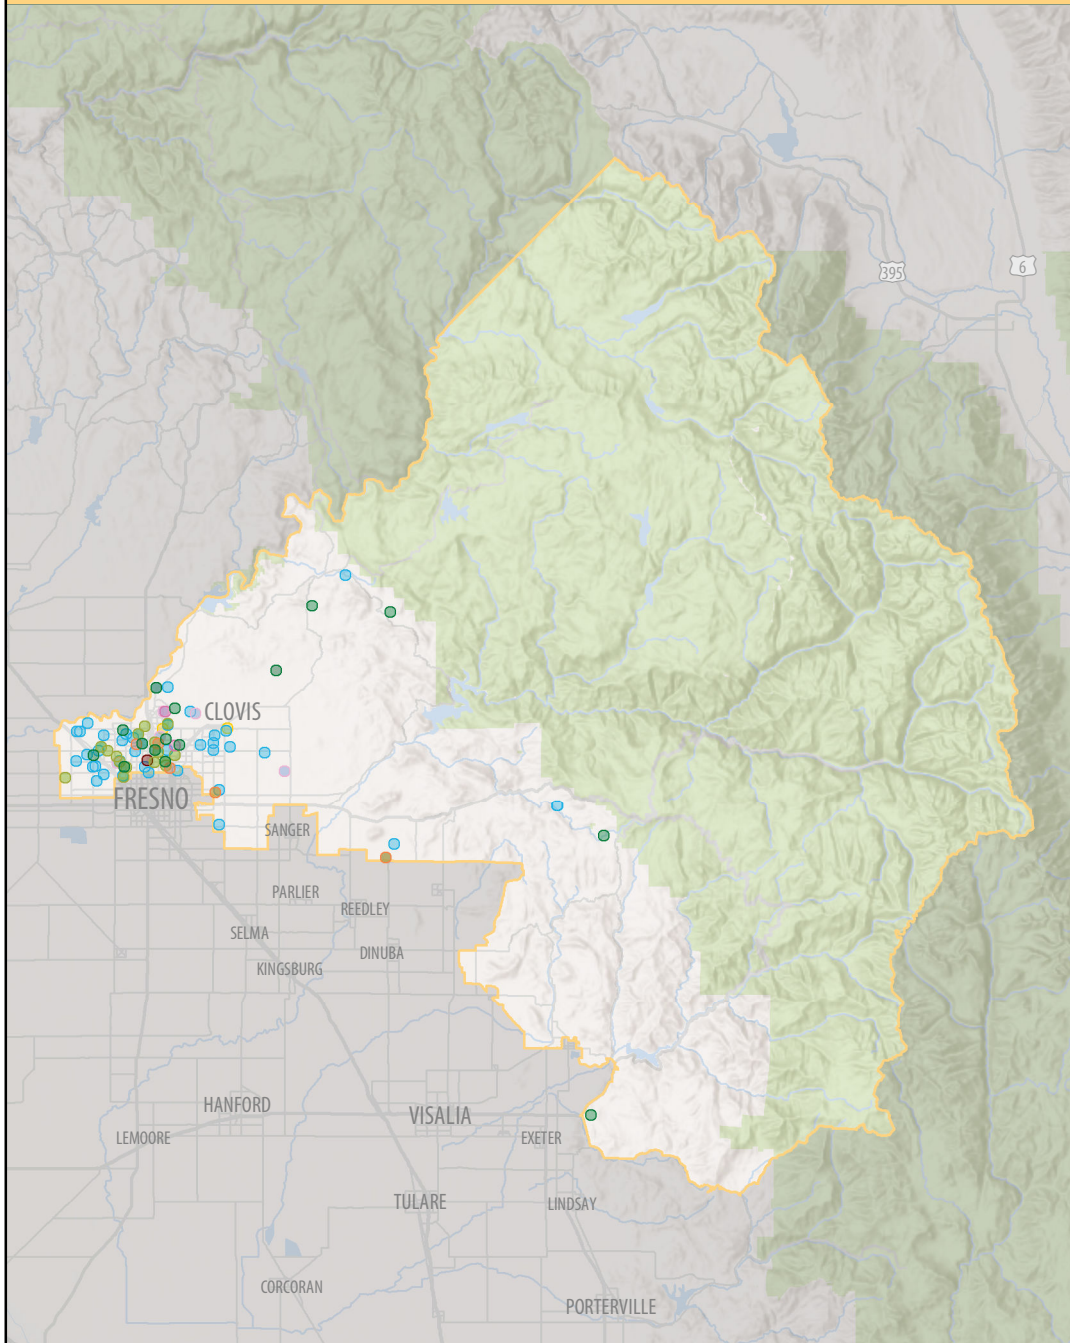 6
395
CLOVIS
FRESNO
SANGER
PARLIER
REEDLEY
SELMA
DINUBA
KINGSBURG
HANFORD
VISALIA
LEMOORE
EXETER
TULARE
LINDSAY
CORCORAN
PORTERVILLE